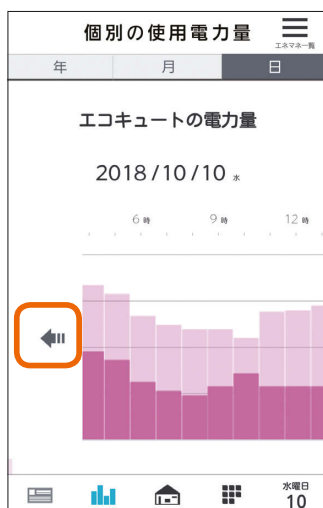 個別の使用電力量
エネマネ一覧
年 月 日
エコキュートの電力量
2018/10/10 水
6時 9時 12時
水曜日
10